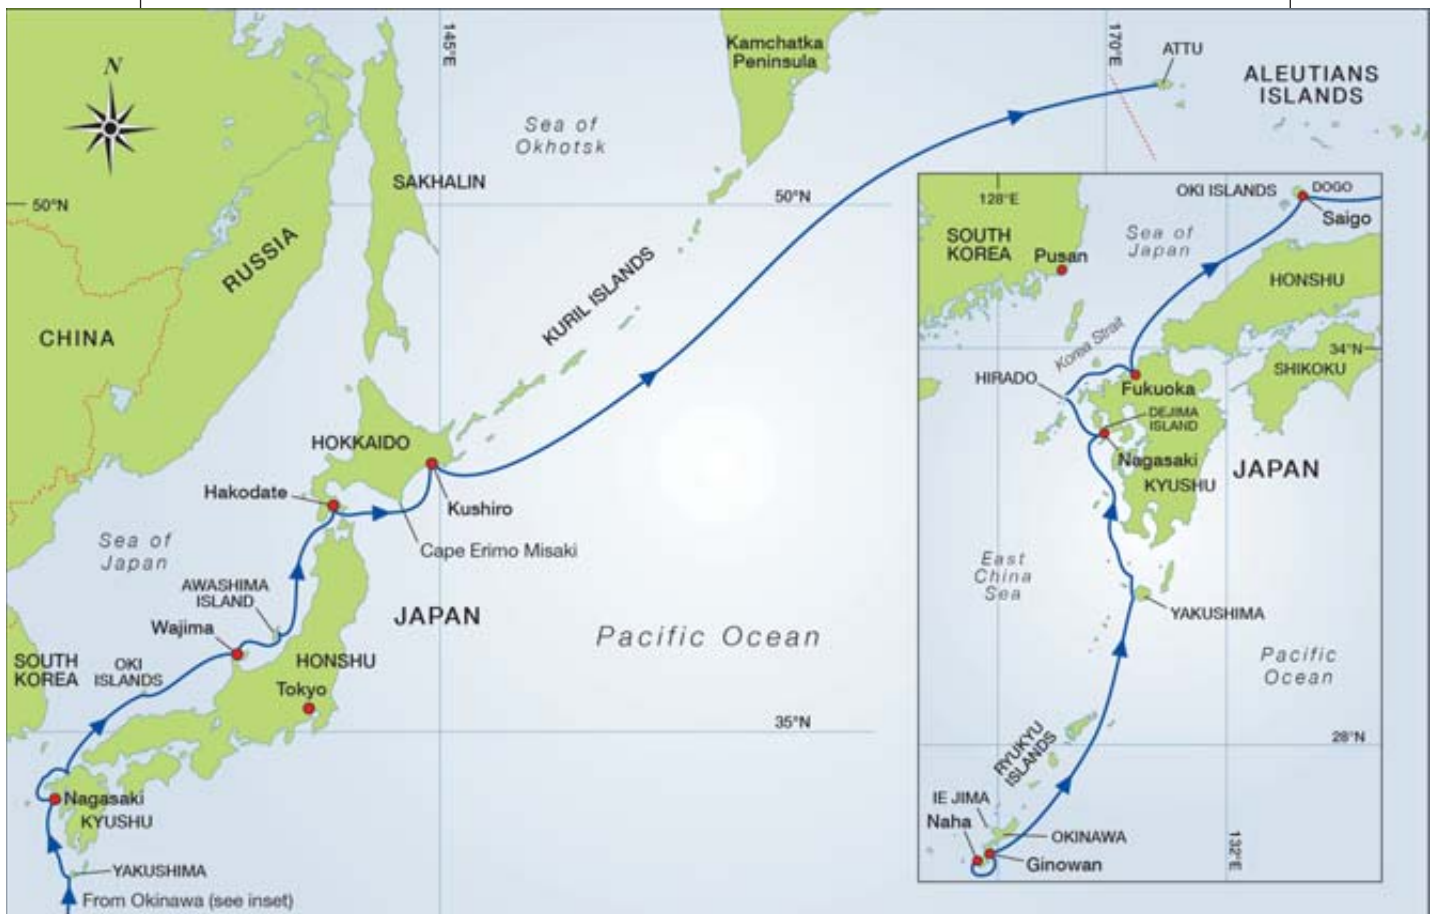 N
145°E
Kamchatka
Peninsula
170°E
ATTU
ALEUTIANS
ISLANDS
Sea of
Okhotsk
SAKHALIN
50°N
50°N
RUSSIA
CHINA
KURIL ISLANDS
HOKKAIDO
Hakodate
Kushiro
Cape Erimo Misaki
Sea of
Japan
AWASHIMA
ISLAND
Wajima
JAPAN
Pacific Ocean
SOUTH
KOREA
OKI
ISLANDS
HONSHU
Tokyo
35°N
Nagasaki
KYUSHU
YAKUSHIMA
From Okinawa (see inset)
128°E
OKI ISLANDS
DOGO
Saigo
SOUTH
KOREA
Pusan
Sea of
Japan
HONSHU
Korea Strait
34°N
SHIKOKU
HIRADO
Fukuoka
DEJIMA
ISLAND
Nagasaki
KYUSHU
JAPAN
East
China
Sea
YAKUSHIMA
Pacific
Ocean
RYUKYU
ISLANDS
28°N
IE JIMA
Naha
OKINAWA
Ginowan
132°E